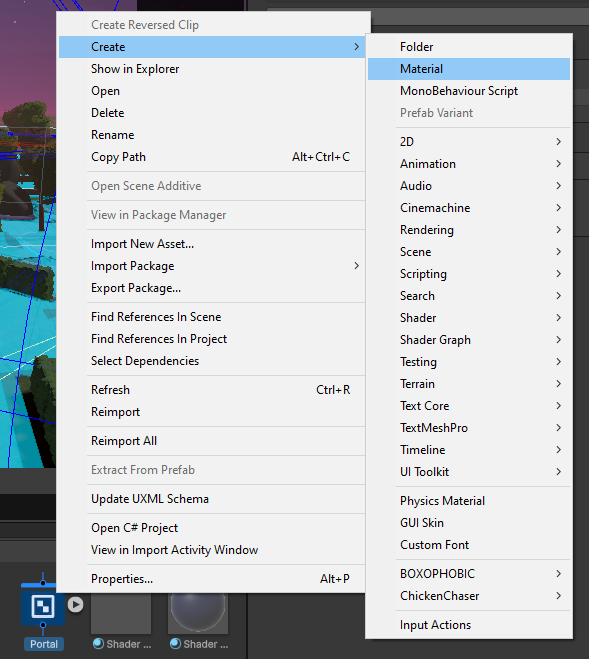 Create Reversed Clip
Create
Show in Explorer
Open
Delete
Rename
Copy Path Alt+Ctrl+C
Open Scene Additive
View in Package Manager
Import New Asset...
Import Package
Export Package...
Find References In Scene
Find References In Project
Select Dependencies
Refresh Ctrl+R
Reimport
Reimport All
Extract From Prefab
Update UXML Schema
Open C# Project
View in Import Activity Window
Properties... Alt+P
Folder
Material
MonoBehaviour Script
Prefab Variant
2D
Animation
Audio
Cinemachine
Rendering
Scene
Scripting
Search
Shader
Shader Graph
Testing
Terrain
Text Core
TextMeshPro
Timeline
UI Toolkit
Physics Material
GUI Skin
Custom Font
BOXOPHOBIC
ChickenChaser
Input Actions
Portal
Shader ...
Shader ...